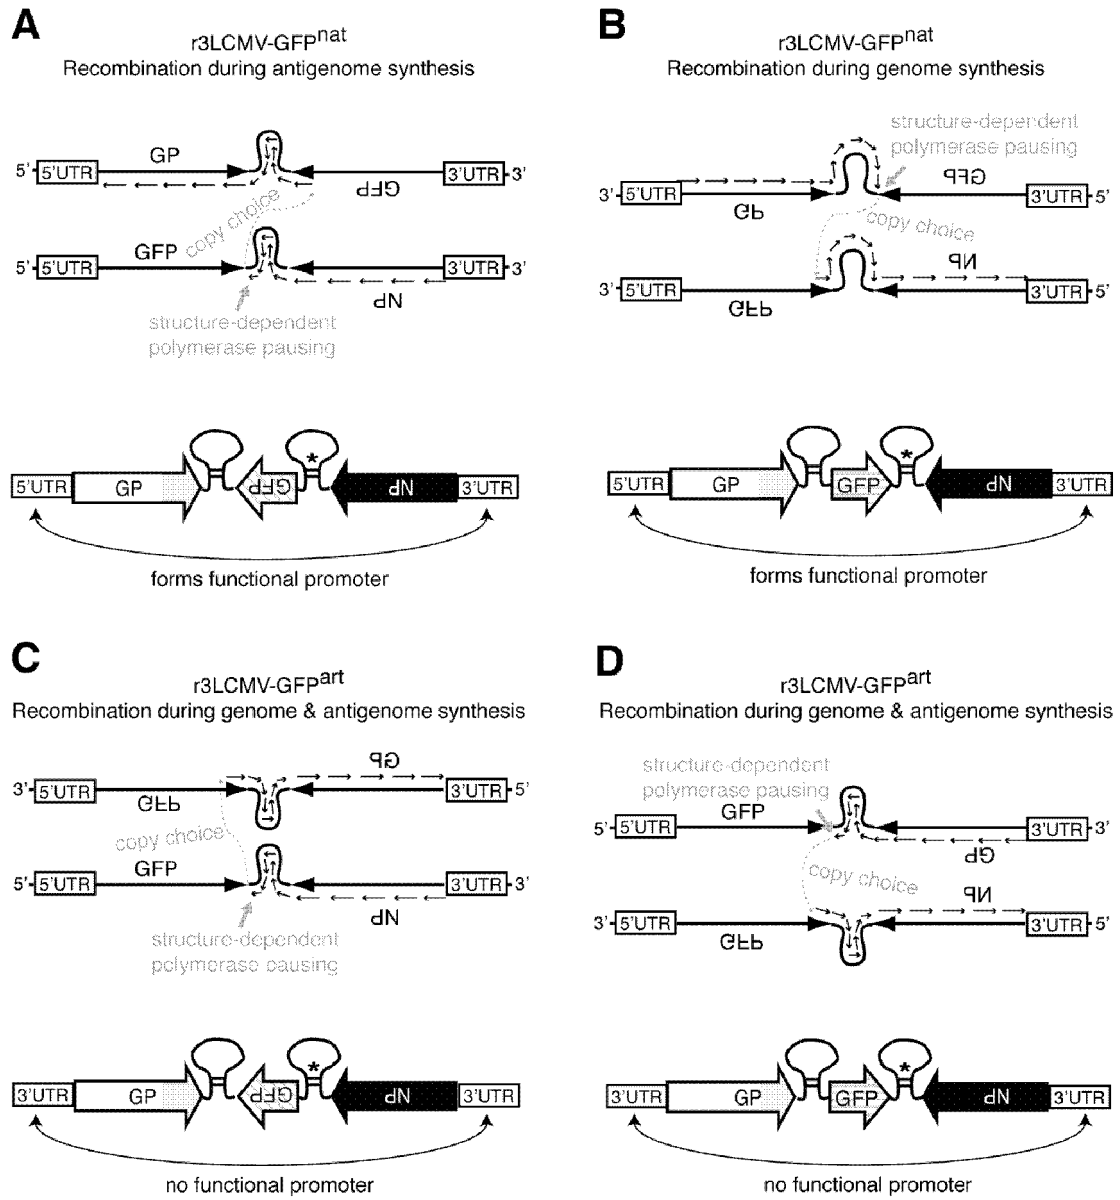 A
r3LCMV-GFPnat
Recombination during antigenome synthesis
5' 5'UTR GP GFP 3'UTR 3'
copy choice
5' 5'UTR GFP NP 3'UTR 3'
structure-dependent
polymerase pausing
5'UTR GP GFP * NP 3'UTR
forms functional promoter
B
r3LCMV-GFPnat
Recombination during genome synthesis
structure-dependent
polymerase pausing
3' 5'UTR GP GFP 3'UTR 5'
copy choice
3' 5'UTR GFP NP 3'UTR 5'
5'UTR GP GFP * NP 3'UTR
forms functional promoter
C
r3LCMV-GFPart
Recombination during genome & antigenome synthesis
3' 5'UTR GFP GP 3'UTR 5'
copy choice
5' 5'UTR GFP NP 3'UTR 3'
structure-dependent
polymerase pausing
3'UTR GP GFP * NP 3'UTR
no functional promoter
D
r3LCMV-GFPart
Recombination during genome & antigenome synthesis
structure-dependent
polymerase pausing
5' 5'UTR GFP GP 3'UTR 3'
copy choice
3' 5'UTR GFP NP 3'UTR 5'
3'UTR GP GFP * NP 3'UTR
no functional promoter